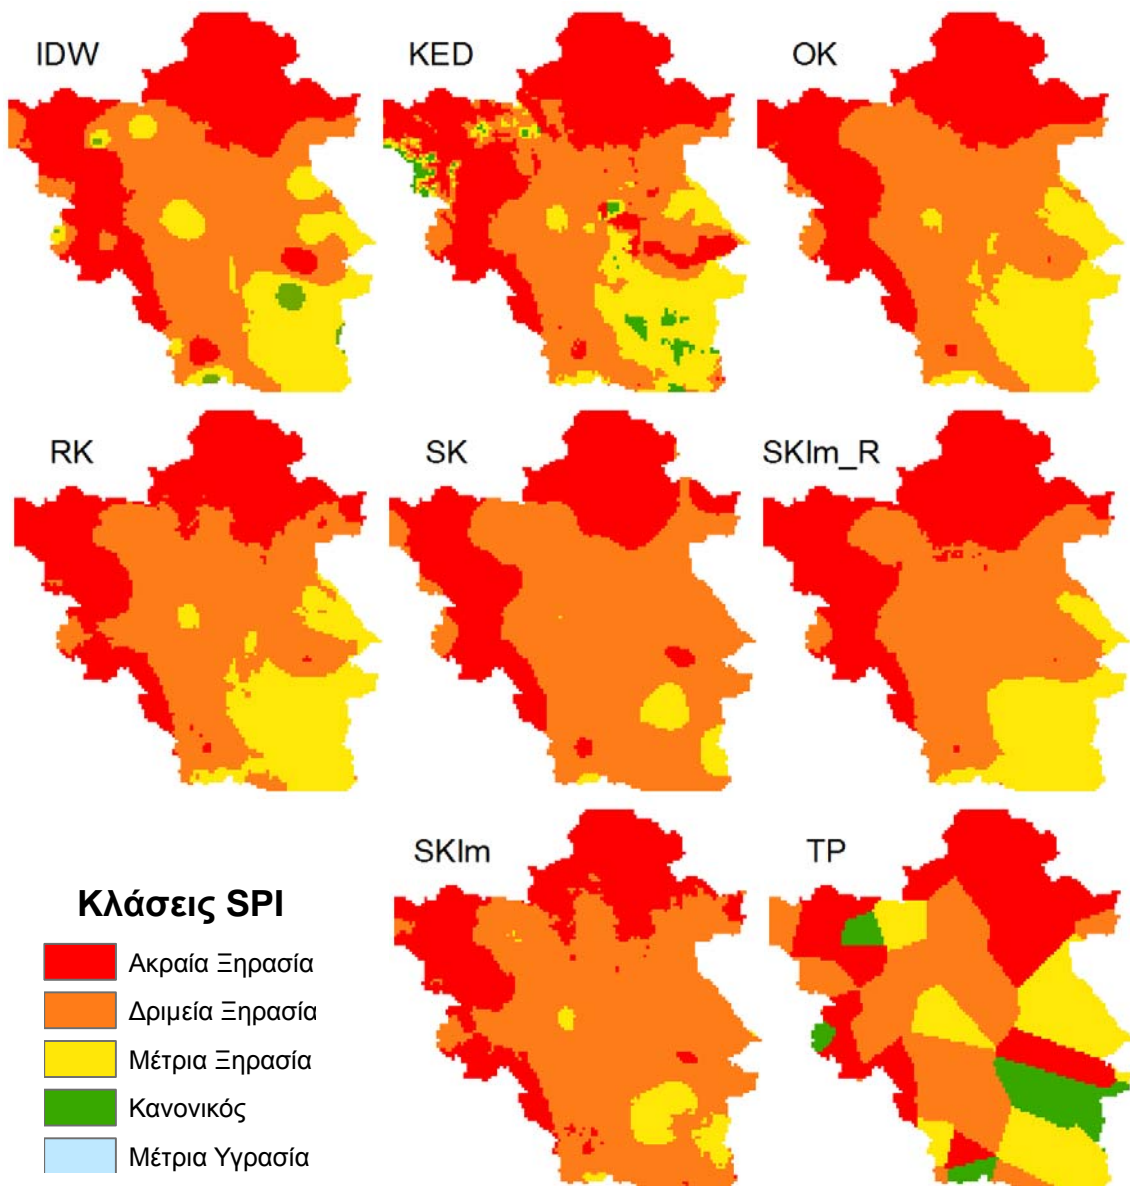 IDW
KED
OK
RK
SK
SKlm_R
SKlm
TP
Κλάσεις SPI
Ακραία Ξηρασία
Δριμεία Ξηρασία
Μέτρια Ξηρασία
Κανονικός
Μέτρια Υγρασία